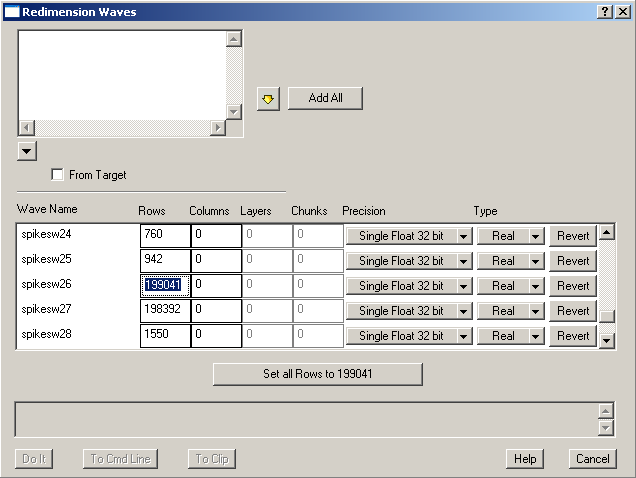 Redimension Waves
Add All
From Target
Wave Name Rows Columns Layers Chunks Precision Type
spikesw24 760 0 0 0 Single Float 32 bit Real Revert
spikesw25 942 0 0 0 Single Float 32 bit Real Revert
spikesw26 199041 0 0 0 Single Float 32 bit Real Revert
spikesw27 198392 0 0 0 Single Float 32 bit Real Revert
spikesw28 1550 0 0 0 Single Float 32 bit Real Revert
Set all Rows to 199041
Do It To Cmd Line To Clip Help Cancel